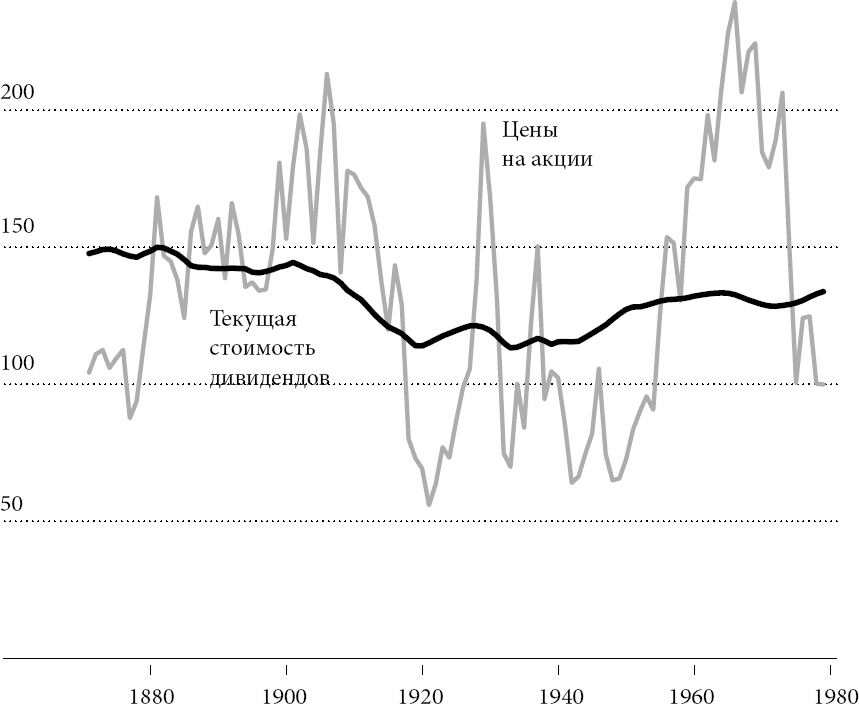 200
Цены
на акции
150
Текущая
стоимость
дивидендов
100
50
1880 1900 1920 1940 1960 1980